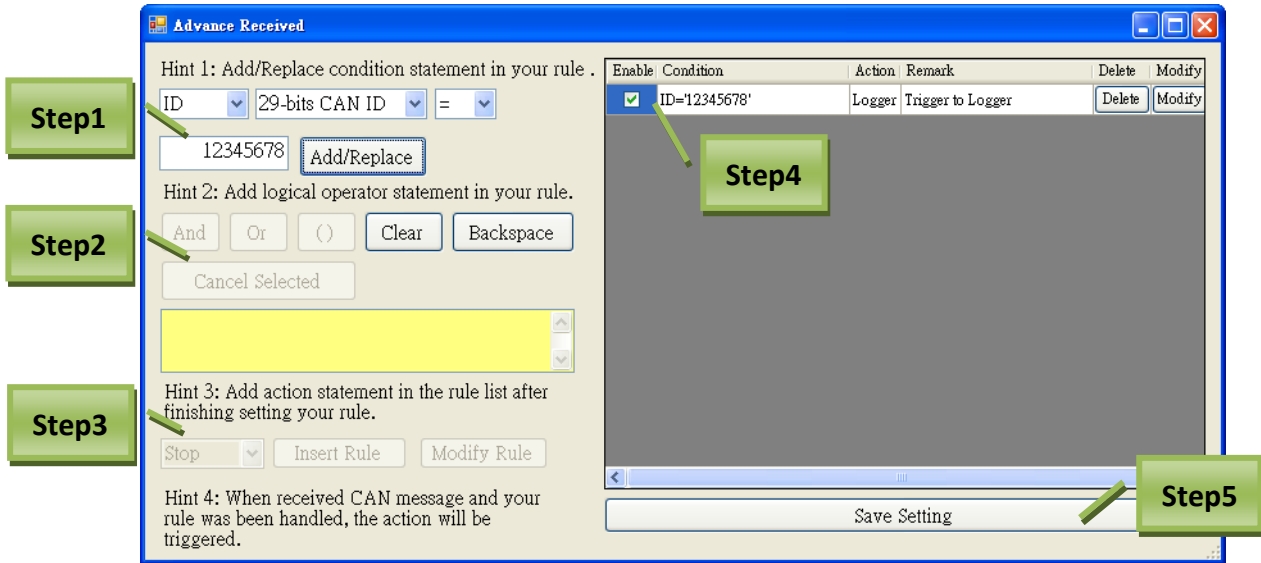 Advance Received
Hint 1: Add/Replace condition statement in your rule .
ID 29-bits CAN ID =
12345678 Add/Replace
Hint 2: Add logical operator statement in your rule.
And Or () Clear Backspace
Cancel Selected
Hint 3: Add action statement in the rule list after
finishing setting your rule.
Stop Insert Rule Modify Rule
Hint 4: When received CAN message and your
rule was been handled, the action will be
triggered.
Enable Condition Action Remark Delete Modify
ID='12345678' Logger Trigger to Logger Delete Modify
Save Setting
Step1
Step2
Step3
Step4
Step5